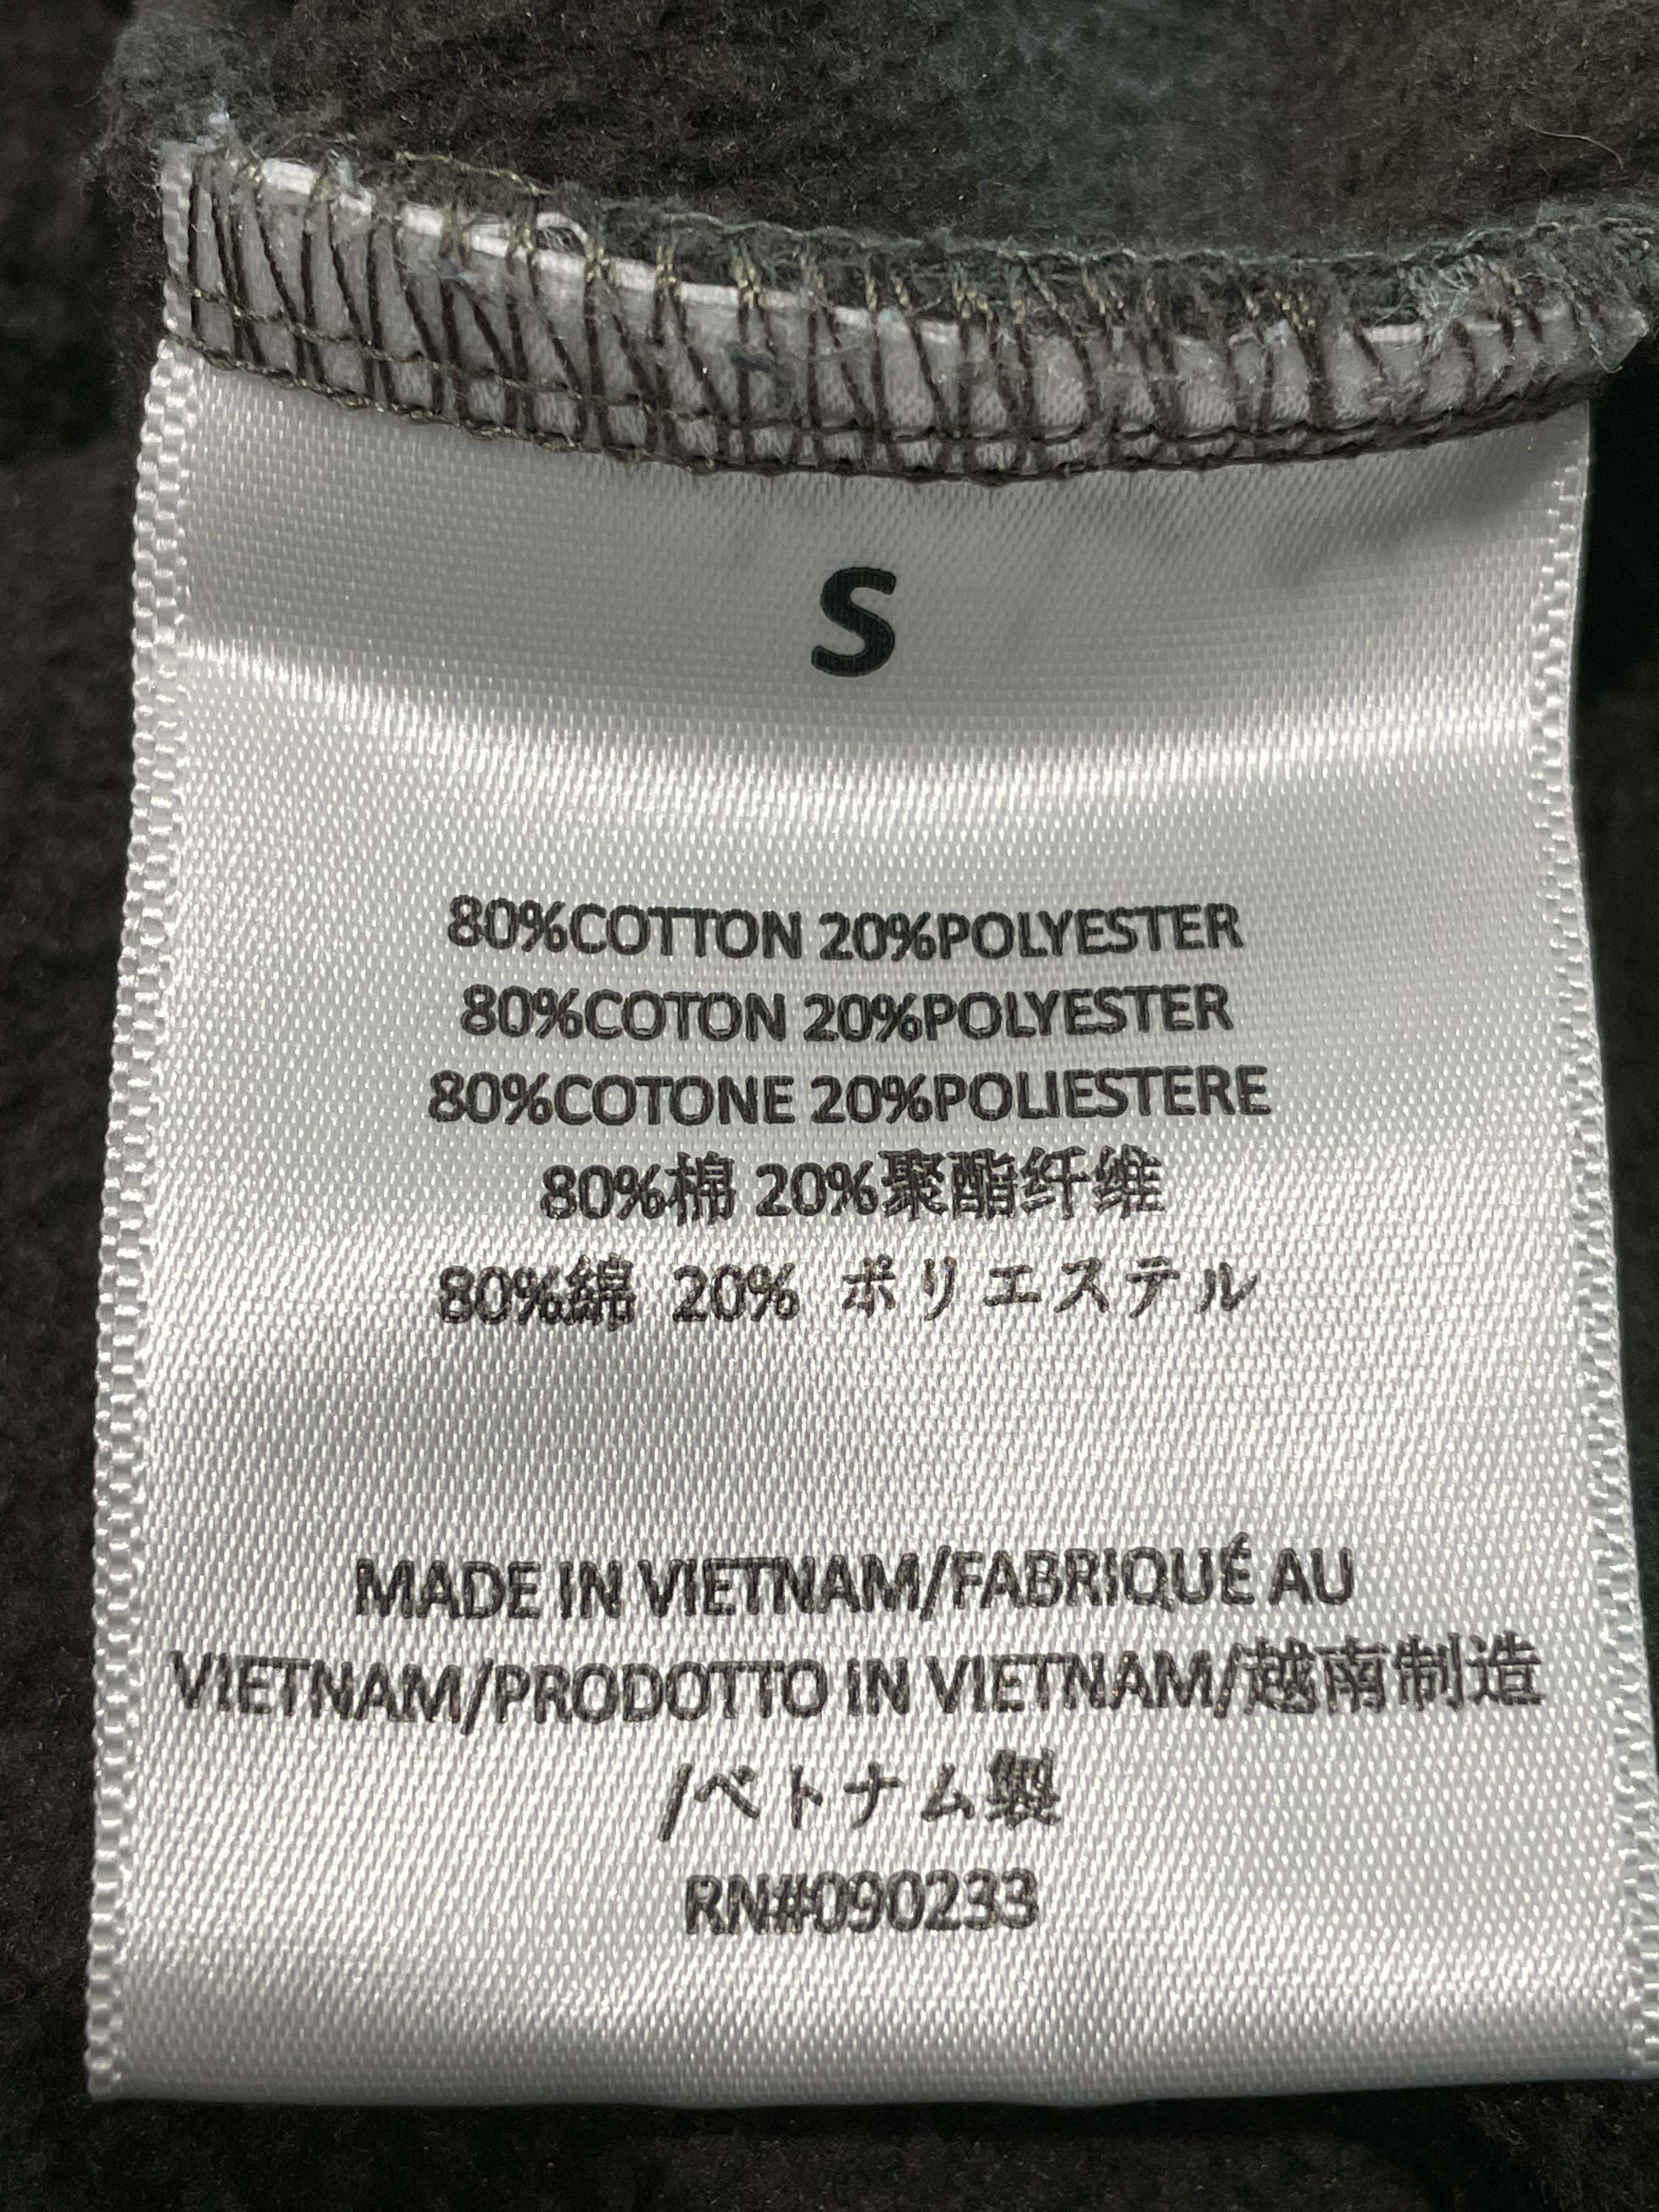 S
80%COTTON 20%POLYESTER
80%COTON 20%POLYESTER
80%COTONE 20%POLIESTERE
80%棉 20%聚酯纤维
80%綿 20% ポリエステル
MADE IN VIETNAM/FABRIQUÉ AU
VIETNAM/PRODOTTO IN VIETNAM/越南制造
/ベトナム製
RN#090233